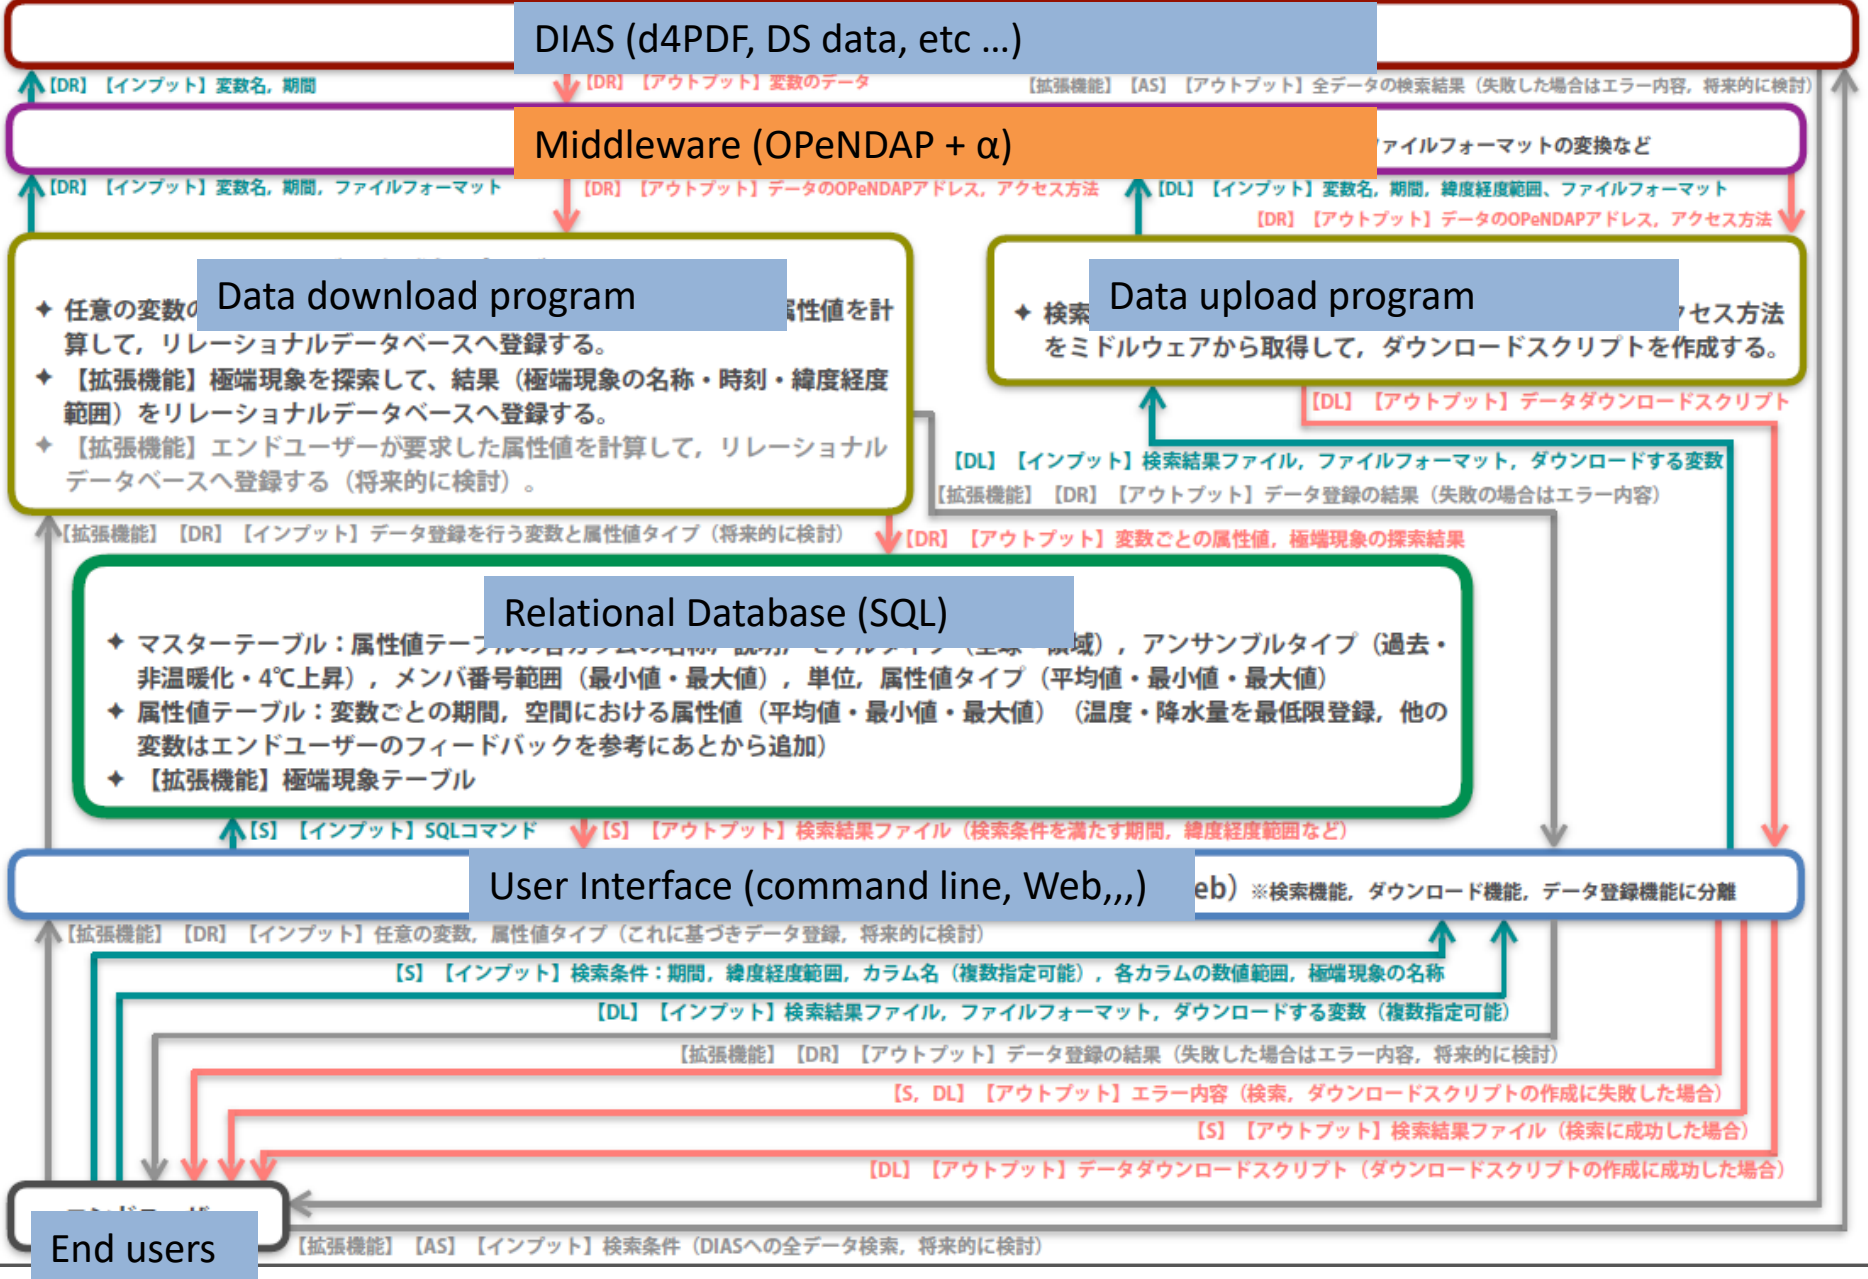 DIAS (d4PDF, DS data, etc …)
【DR】【インプット】変数名，期間
【DR】【アウトプット】変数のデータ
【拡張機能】【AS】【アウトプット】全データの検索結果（失敗した場合はエラー内容，将来的に検討）
Middleware (OPeNDAP + α)
ァイルフォーマットの変換など
【DR】【インプット】変数名，期間，ファイルフォーマット
【DR】【アウトプット】データのOPeNDAPアドレス，アクセス方法
【DL】【インプット】変数名，期間，緯度経度範囲、ファイルフォーマット
【DR】【アウトプット】データのOPeNDAPアドレス，アクセス方法
Data download program
✦ 任意の変数の
属性値を計
算して，リレーショナルデータベースへ登録する。
✦ 【拡張機能】極端現象を探索して、結果（極端現象の名称・時刻・緯度経度
範囲）をリレーショナルデータベースへ登録する。
✦ 【拡張機能】エンドユーザーが要求した属性値を計算して，リレーショナル
データベースへ登録する（将来的に検討）。
Data upload program
✦ 検索
クセス方法
をミドルウェアから取得して，ダウンロードスクリプトを作成する。
【DL】【アウトプット】データダウンロードスクリプト
【DL】【インプット】検索結果ファイル，ファイルフォーマット，ダウンロードする変数
【拡張機能】【DR】【アウトプット】データ登録の結果（失敗の場合はエラー内容）
【拡張機能】【DR】【インプット】データ登録を行う変数と属性値タイプ（将来的に検討）
【DR】【アウトプット】変数ごとの属性値，極端現象の探索結果
Relational Database (SQL)
✦ マスターテーブル：属性値テーブルの各カラムの名称，説明，モデルタイプ（全球・領域），アンサンブルタイプ（過去・
非温暖化・4℃上昇），メンバ番号範囲（最小値・最大値），単位，属性値タイプ（平均値・最小値・最大値）
✦ 属性値テーブル：変数ごとの期間，空間における属性値（平均値・最小値・最大値）（温度・降水量を最低限登録，他の
変数はエンドユーザーのフィードバックを参考にあとから追加）
✦ 【拡張機能】極端現象テーブル
【S】【インプット】SQLコマンド
【S】【アウトプット】検索結果ファイル（検索条件を満たす期間，緯度経度範囲など）
User Interface (command line, Web,,,)
eb）※検索機能，ダウンロード機能，データ登録機能に分離
【拡張機能】【DR】【インプット】任意の変数，属性値タイプ（これに基づきデータ登録，将来的に検討）
【S】【インプット】検索条件：期間，緯度経度範囲，カラム名（複数指定可能），各カラムの数値範囲，極端現象の名称
【DL】【インプット】検索結果ファイル，ファイルフォーマット，ダウンロードする変数（複数指定可能）
【拡張機能】【DR】【アウトプット】データ登録の結果（失敗した場合はエラー内容，将来的に検討）
【S，DL】【アウトプット】エラー内容（検索，ダウンロードスクリプトの作成に失敗した場合）
【S】【アウトプット】検索結果ファイル（検索に成功した場合）
【DL】【アウトプット】データダウンロードスクリプト（ダウンロードスクリプトの作成に成功した場合）
End users
【拡張機能】【AS】【インプット】検索条件（DIASへの全データ検索，将来的に検討）